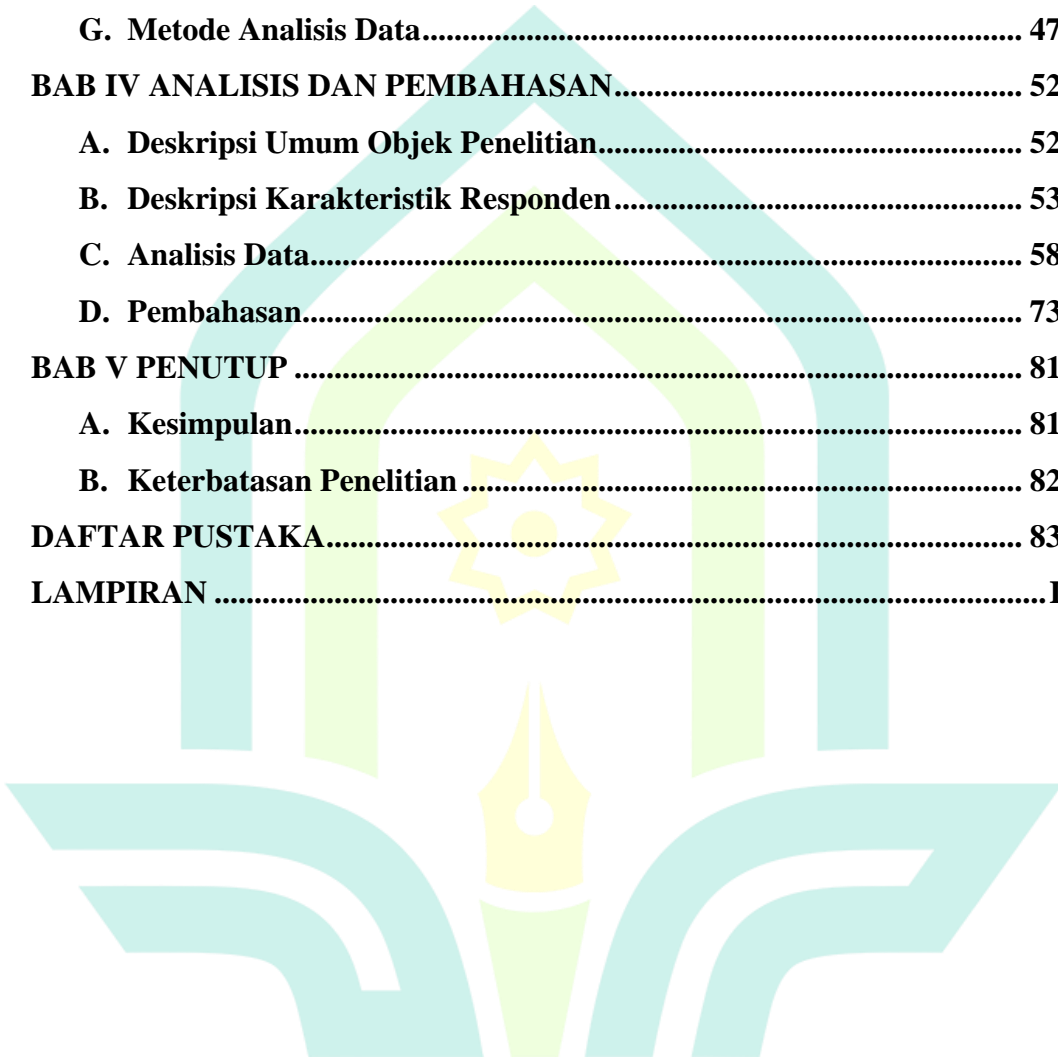 G. Metode Analisis Data........................................................................... 47
BAB IV ANALISIS DAN PEMBAHASAN................................................... 52
A. Deskripsi Umum Objek Penelitian..................................................... 52
B. Deskripsi Karakteristik Responden................................................... 53
C. Analisis Data......................................................................................... 58
D. Pembahasan.......................................................................................... 73
BAB V PENUTUP ........................................................................................... 81
A. Kesimpulan........................................................................................... 81
B. Keterbatasan Penelitian ...................................................................... 82
DAFTAR PUSTAKA....................................................................................... 83
LAMPIRAN ........................................................................................................I